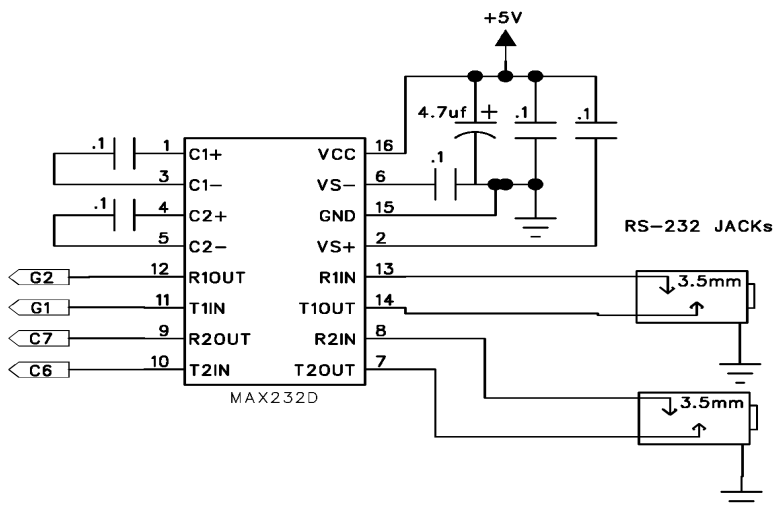 +5V
4.7uf +
.1
.1
.1
1
C1+
VCC
16
.1
3
C1-
VS-
6
.1
4
C2+
GND
15
5
C2-
VS+
2
RS-232 JACKs
G2
12
R1OUT
R1IN
13
3.5mm
G1
11
T1IN
T1OUT
14
C7
9
R2OUT
R2IN
8
C6
10
T2IN
T2OUT
7
MAX232D
3.5mm